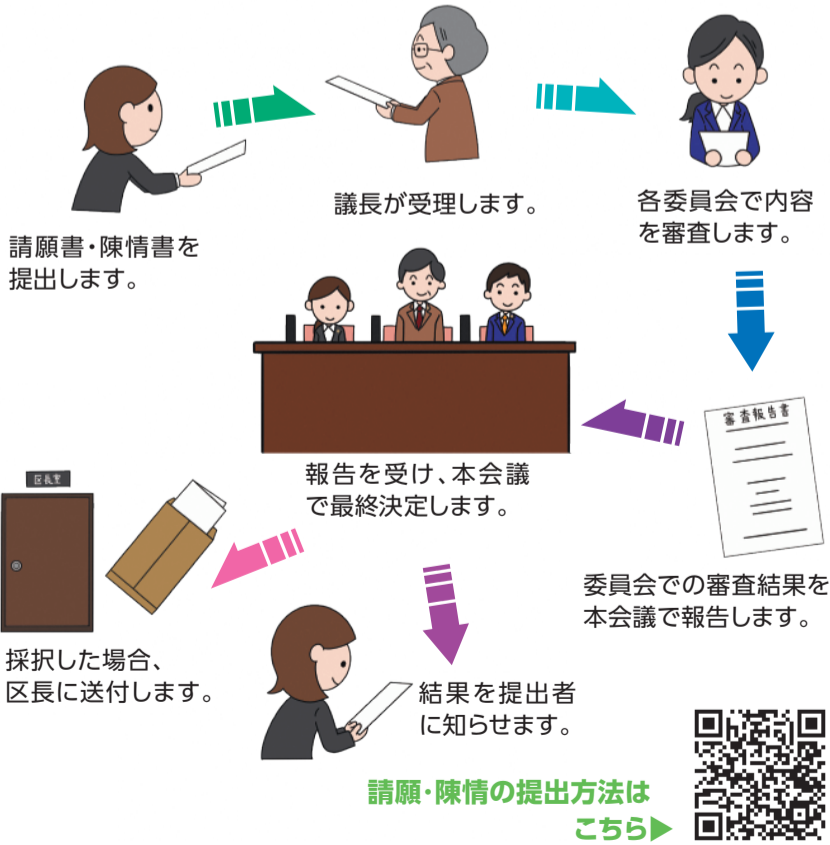 請願書・陳情書を
提出します。
議長が受理します。
各委員会で内容
を審査します。
審査報告書
委員会での審査結果を
本会議で報告します。
報告を受け、本会議
で最終決定します。
区長室
採択した場合、
区長に送付します。
結果を提出者
に知らせます。
請願・陳情の提出方法は
こちら▶